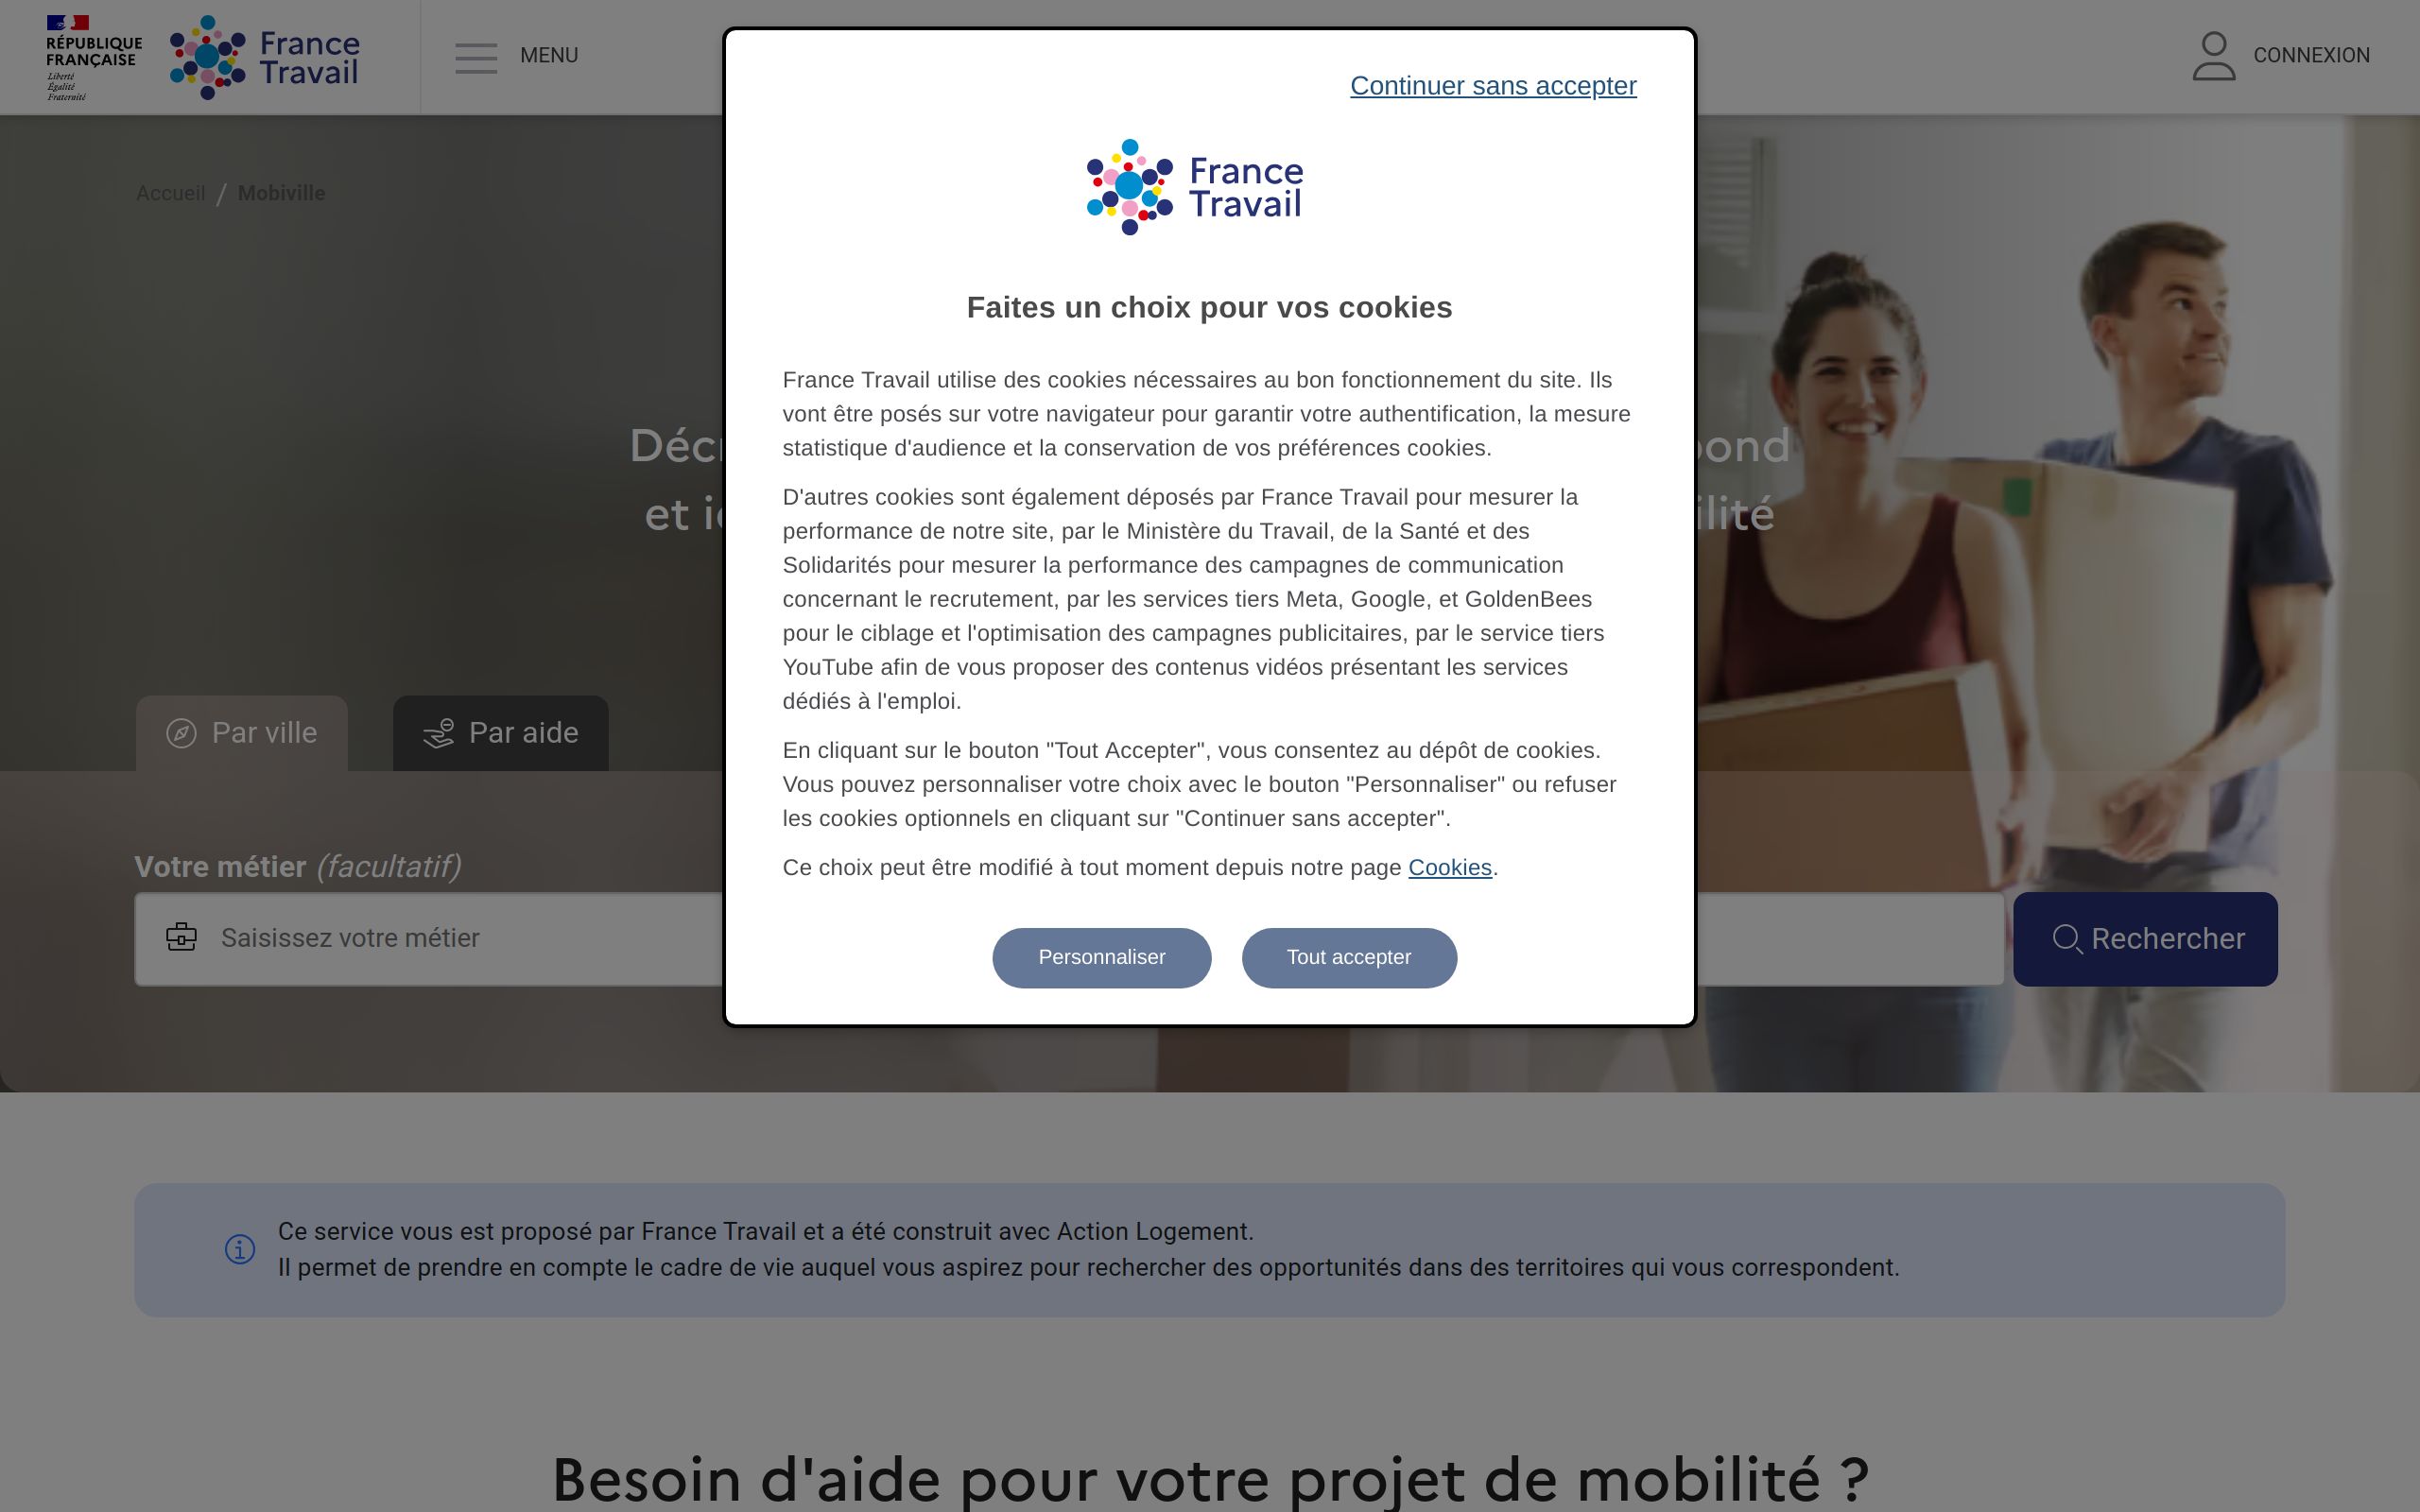 RÉPUBLIQUE
FRANÇAISE
Liberté
Égalité
Fraternité
France
Travail
MENU
CONNEXION
Accueil / Mobiville
Continuer sans accepter
France
Travail
Faites un choix pour vos cookies
France Travail utilise des cookies nécessaires au bon fonctionnement du site. Ils
vont être posés sur votre navigateur pour garantir votre authentification, la mesure
statistique d'audience et la conservation de vos préférences cookies.
D'autres cookies sont également déposés par France Travail pour mesurer la
performance de notre site, par le Ministère du Travail, de la Santé et des
Solidarités pour mesurer la performance des campagnes de communication
concernant le recrutement, par les services tiers Meta, Google, et GoldenBees
pour le ciblage et l'optimisation des campagnes publicitaires, par le service tiers
YouTube afin de vous proposer des contenus vidéos présentant les services
dédiés à l'emploi.
En cliquant sur le bouton "Tout Accepter", vous consentez au dépôt de cookies.
Vous pouvez personnaliser votre choix avec le bouton "Personnaliser" ou refuser
les cookies optionnels en cliquant sur "Continuer sans accepter".
Ce choix peut être modifié à tout moment depuis notre page Cookies.
Personnaliser
Tout accepter
et
Par ville
Par aide
Votre métier (facultatif)
Saisissez votre métier
Rechercher
Ce service vous est proposé par France Travail et a été construit avec Action Logement.
Il permet de prendre en compte le cadre de vie auquel vous aspirez pour rechercher des opportunités dans des territoires qui vous correspondent.
Besoin d'aide pour votre projet de mobilité ?